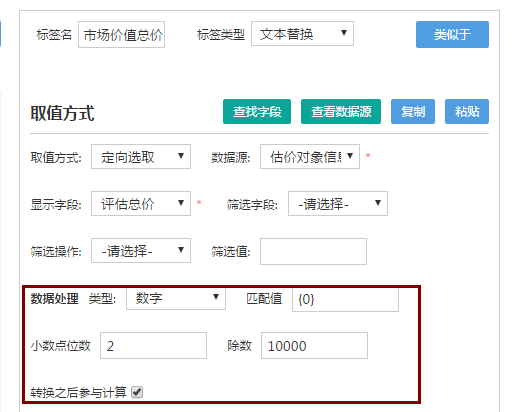 标签名 市场价值总价 标签类型 文本替换 类似于
取值方式 查找字段 查看数据源 复制 粘贴
取值方式: 定向选取 数据源: 估价对象信息 *
显示字段: 评估总价 * 筛选字段: -请选择-
筛选操作: -请选择- 筛选值:
数据处理 类型: 数字 匹配值 {0}
小数点位数 2 除数 10000
转换之后参与计算